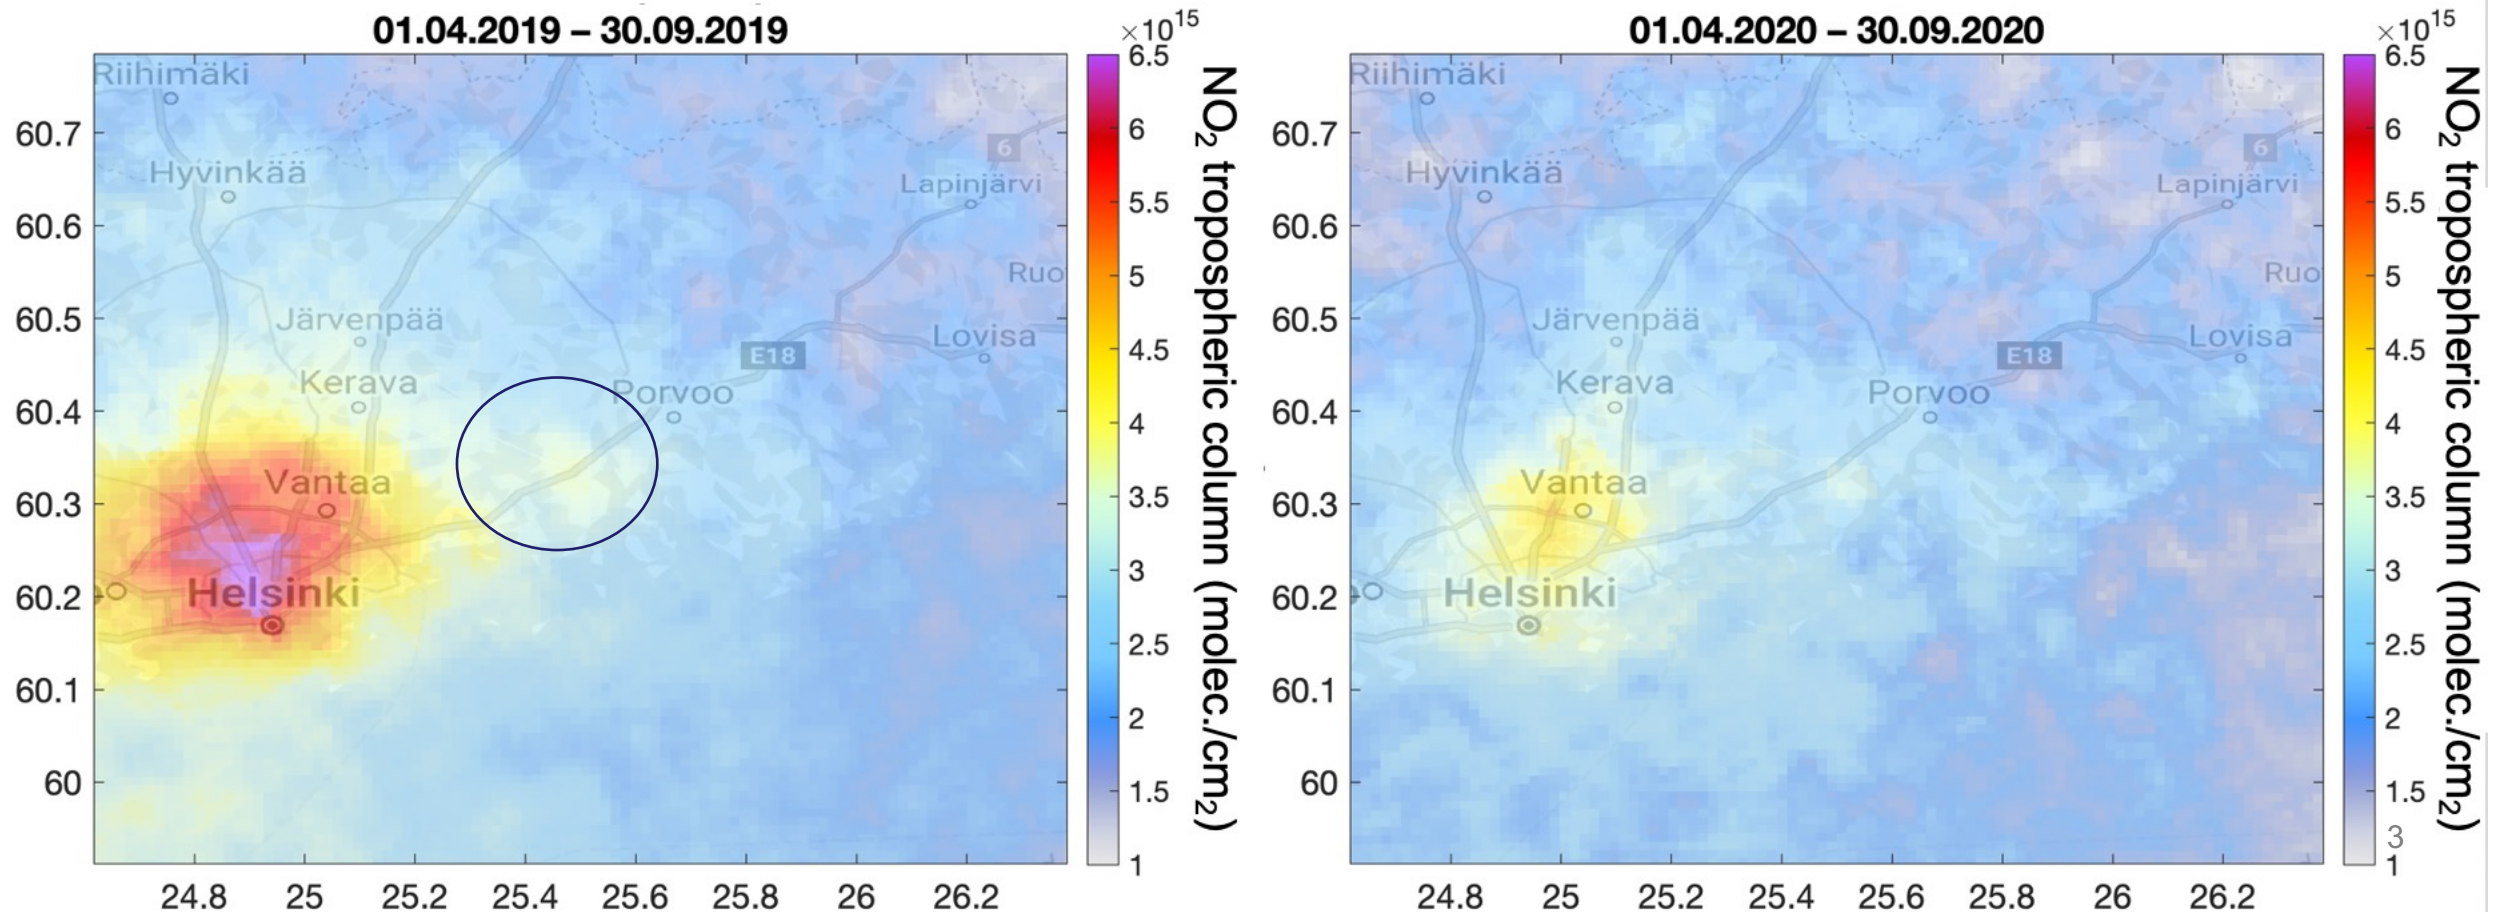 01.04.2019 – 30.09.2019
×10¹⁵
Riihimäki
Hyvinkää
6
Lapinjärvi
Ruo
Järvenpää
Lovisa
E18
Kerava
Porvoo
Vantaa
Helsinki
60.7
60.6
60.5
60.4
60.3
60.2
60.1
60
24.8 25 25.2 25.4 25.6 25.8 26 26.2
6.5
6
5.5
5
4.5
4
3.5
3
2.5
2
1.5
1
NO₂ tropospheric column (molec./cm₂)
01.04.2020 – 30.09.2020
×10¹⁵
Riihimäki
Hyvinkää
6
Lapinjärvi
Ruo
Järvenpää
Lovisa
E18
Kerava
Porvoo
Vantaa
Helsinki
60.7
60.6
60.5
60.4
60.3
60.2
60.1
60
24.8 25 25.2 25.4 25.6 25.8 26 26.2
6.5
6
5.5
5
4.5
4
3.5
3
2.5
2
1.5
3
1
NO₂ tropospheric column (molec./cm₂)